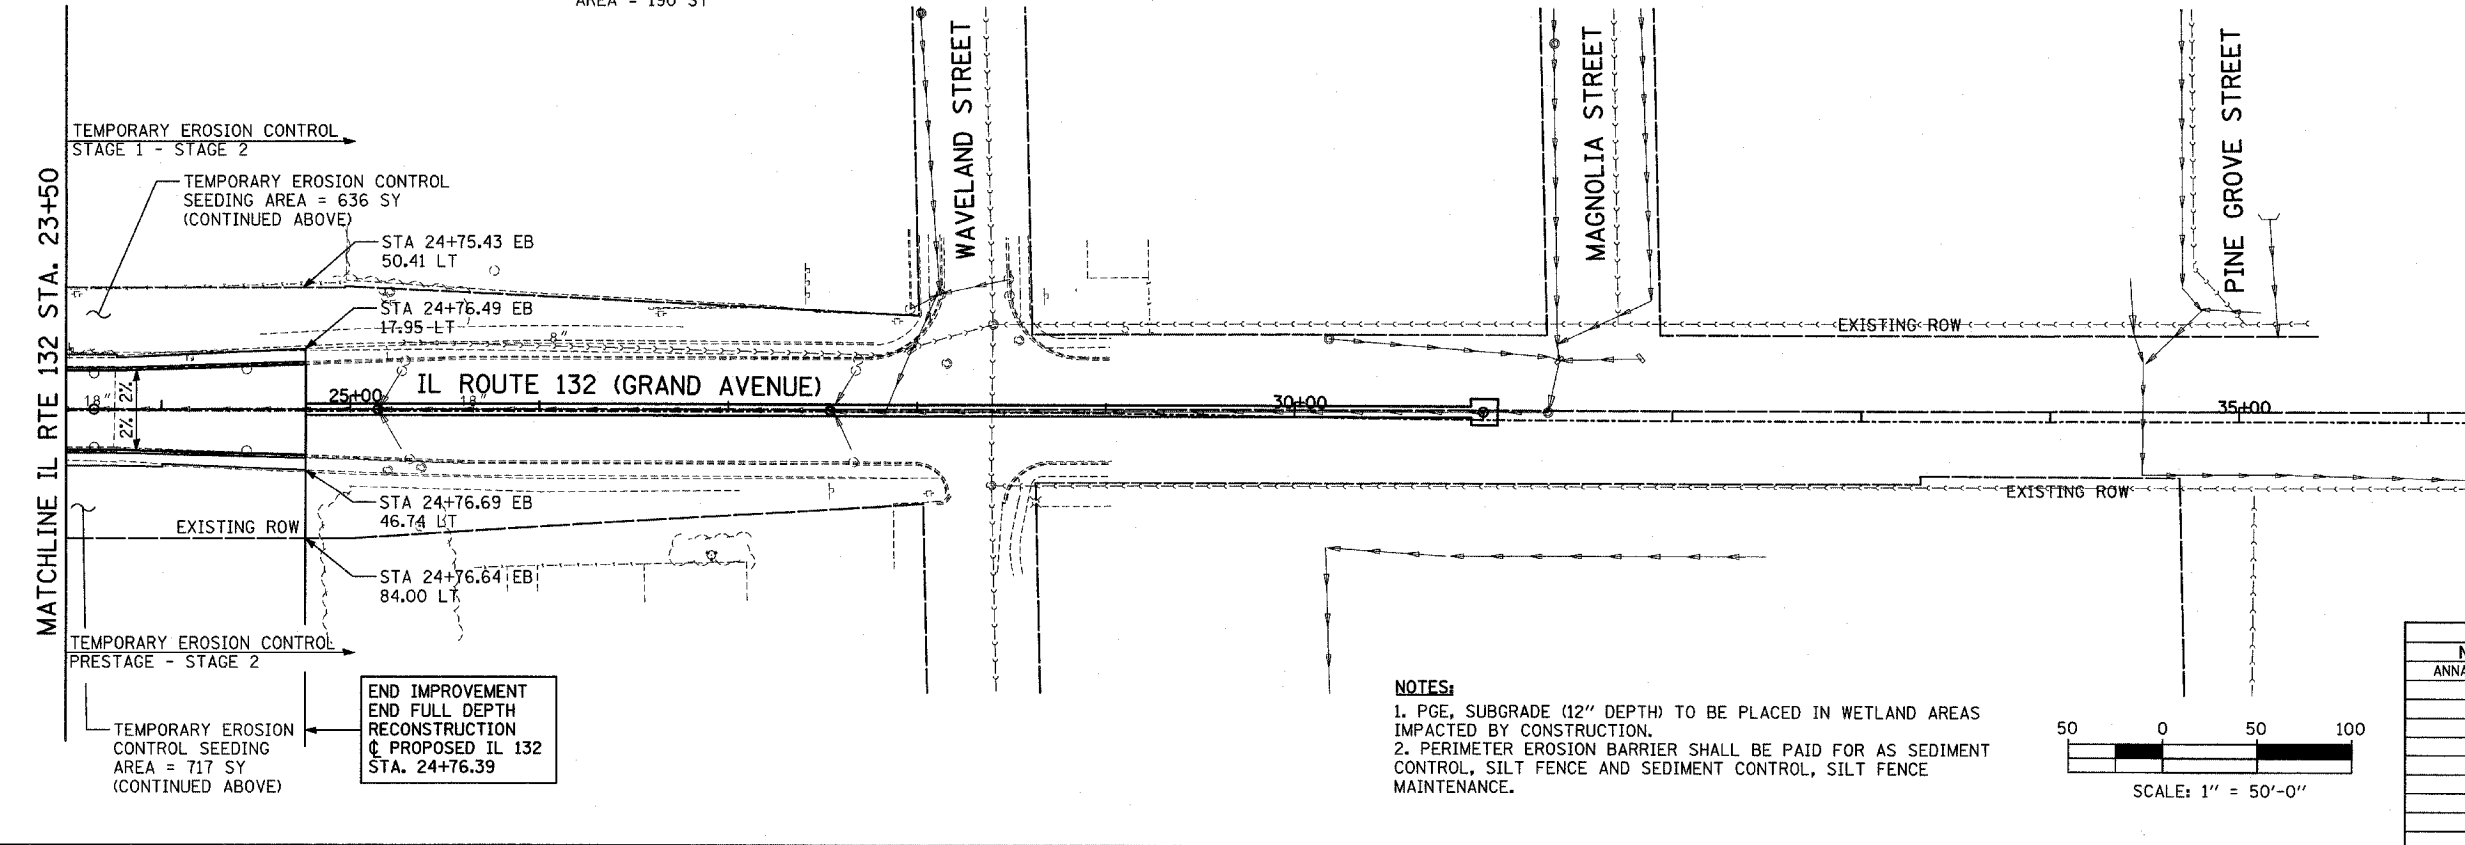 AREA = 190 SY
MATCHLINE IL RTE 132 STA. 23+50
TEMPORARY EROSION CONTROL
STAGE 1 - STAGE 2
TEMPORARY EROSION CONTROL
SEEDING AREA = 636 SY
(CONTINUED ABOVE)
STA 24+75.43 EB
50.41 LT
STA 24+76.49 EB
17.95 LT
8"
WAVELAND STREET
MAGNOLIA STREET
PINE GROVE STREET
EXISTING ROW
IL ROUTE 132 (GRAND AVENUE)
18"
2% 2%
25+00
18"
30+00
35+00
STA 24+76.69 EB
46.74 LT
EXISTING ROW
EXISTING ROW
STA 24+76.64 EB
84.00 LT
TEMPORARY EROSION CONTROL
PRESTAGE - STAGE 2
TEMPORARY EROSION
CONTROL SEEDING
AREA = 717 SY
(CONTINUED ABOVE)
END IMPROVEMENT
END FULL DEPTH
RECONSTRUCTION
℄ PROPOSED IL 132
STA. 24+76.39
NOTES:
1. PGE, SUBGRADE (12" DEPTH) TO BE PLACED IN WETLAND AREAS
IMPACTED BY CONSTRUCTION.
2. PERIMETER EROSION BARRIER SHALL BE PAID FOR AS SEDIMENT
CONTROL, SILT FENCE AND SEDIMENT CONTROL, SILT FENCE
MAINTENANCE.
50 0 50 100
SCALE: 1" = 50'-0"
ANNA